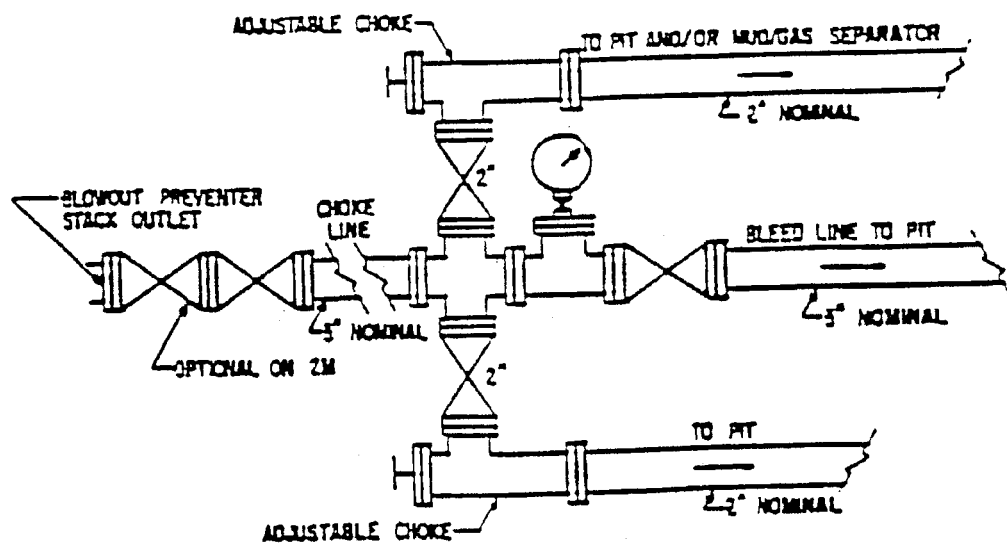 ADJUSTABLE CHOKE
TO PIT AND/OR MUD/GAS SEPARATOR
2" NOMINAL
2"
BLOWOUT PREVENTER
STACK OUTLET
CHOKE
LINE
BLEED LINE TO PIT
3" NOMINAL
3" NOMINAL
OPTIONAL ON 2M
2"
TO PIT
2" NOMINAL
ADJUSTABLE CHOKE